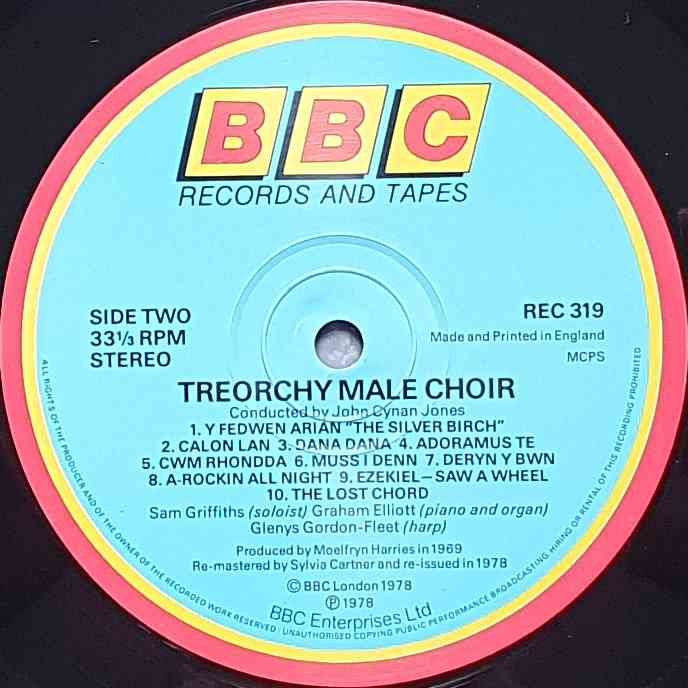 BBC
RECORDS AND TAPES
SIDE TWO
33⅓ RPM
STEREO
REC 319
Made and Printed in England
MCPS
TREORCHY MALE CHOIR
Conducted by John Cynan Jones
1. Y FEDWEN ARIAN "THE SILVER BIRCH"
2. CALON LAN 3. DANA DANA 4. ADORAMUS TE
5. CWM RHONDDA 6. MUSS I DENN 7. DERYN Y BWN
8. A-ROCKIN ALL NIGHT 9. EZEKIEL—SAW A WHEEL
10. THE LOST CHORD
Sam Griffiths (soloist) Graham Elliott (piano and organ)
Glenys Gordon-Fleet (harp)
Produced by Moelfryn Harries in 1969
Re-mastered by Sylvia Cartner and re-issued in 1978
© BBC London 1978
℗ 1978
BBC Enterprises Ltd
ALL RIGHTS OF THE PRODUCER AND OF THE OWNER OF THE RECORDED WORK RESERVED · UNAUTHORISED COPYING PUBLIC PERFORMANCE BROADCASTING, HIRING OR RENTAL OF THIS RECORDING PROHIBITED